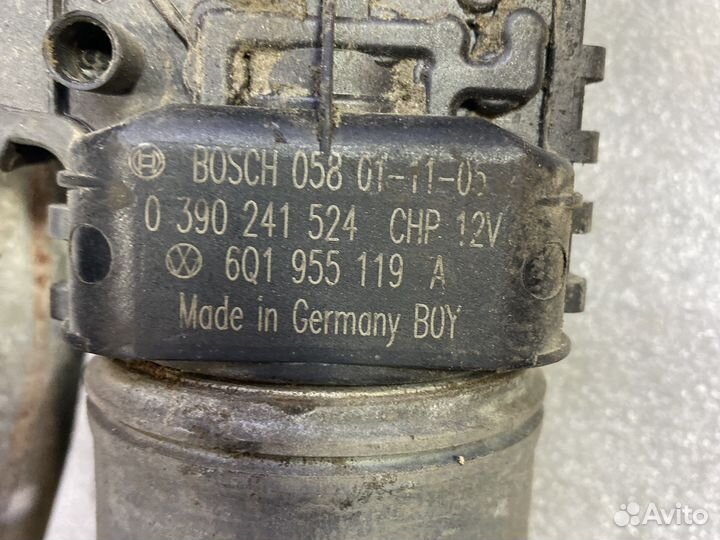 BOSCH 058 01-11-05
0 390 241 524 CHP 12V
6Q1 955 119 A
Made in Germany BOY
Avito